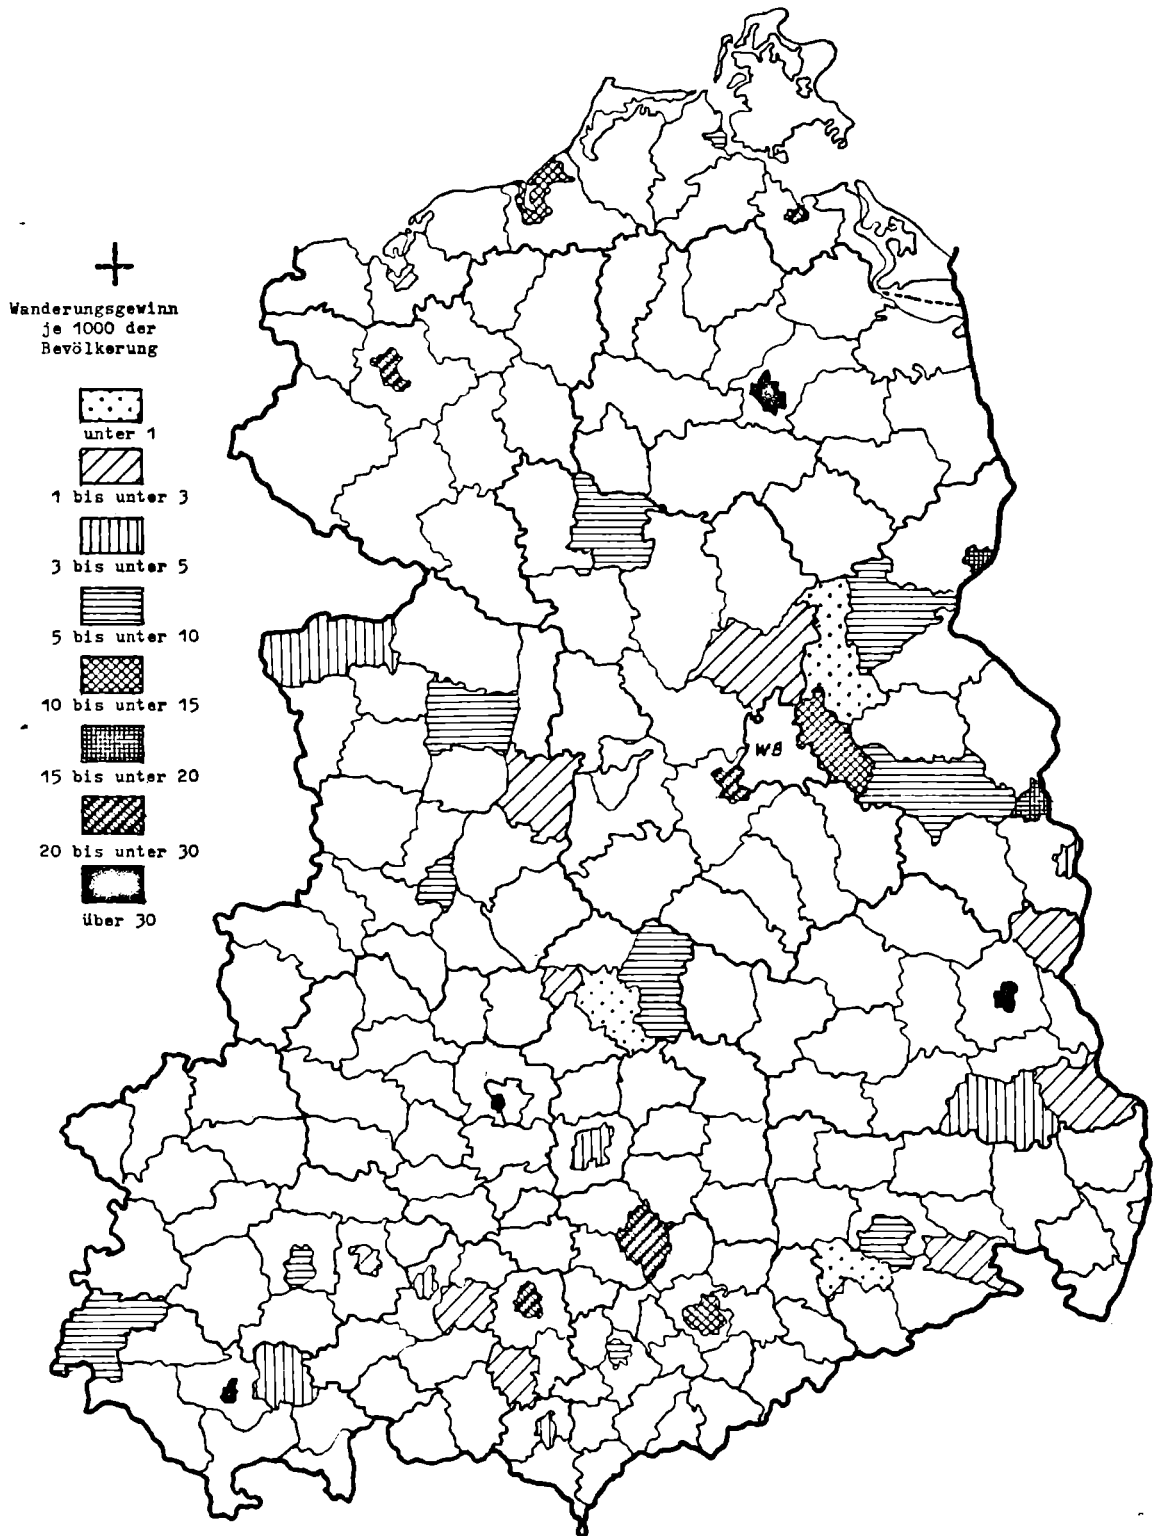 Wanderungsgewinn
je 1000 der
Bevölkerung
unter 1
1 bis unter 3
3 bis unter 5
5 bis unter 10
10 bis unter 15
15 bis unter 20
20 bis unter 30
über 30
WB